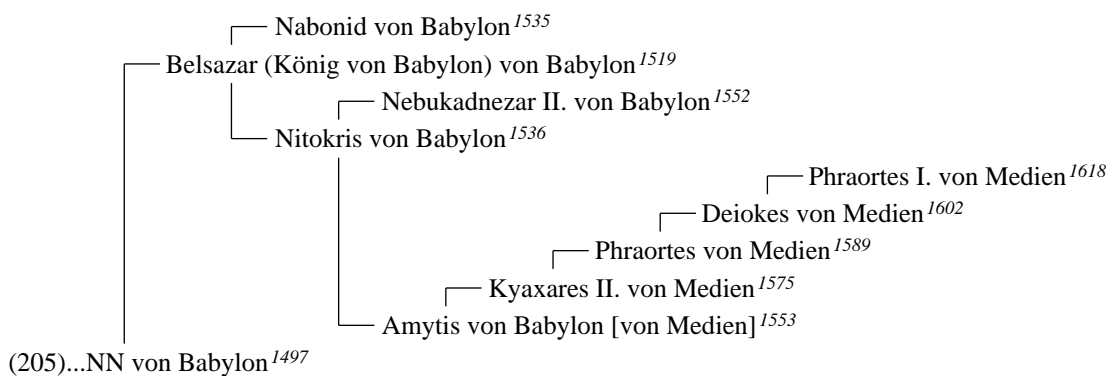 Nabonid von Babylon1535
Belsazar (König von Babylon) von Babylon1519
Nebukadnezar II. von Babylon1552
Nitokris von Babylon1536
Phraortes I. von Medien1618
Deiokes von Medien1602
Phraortes von Medien1589
Kyaxares II. von Medien1575
Amytis von Babylon [von Medien]1553
(205)...NN von Babylon1497